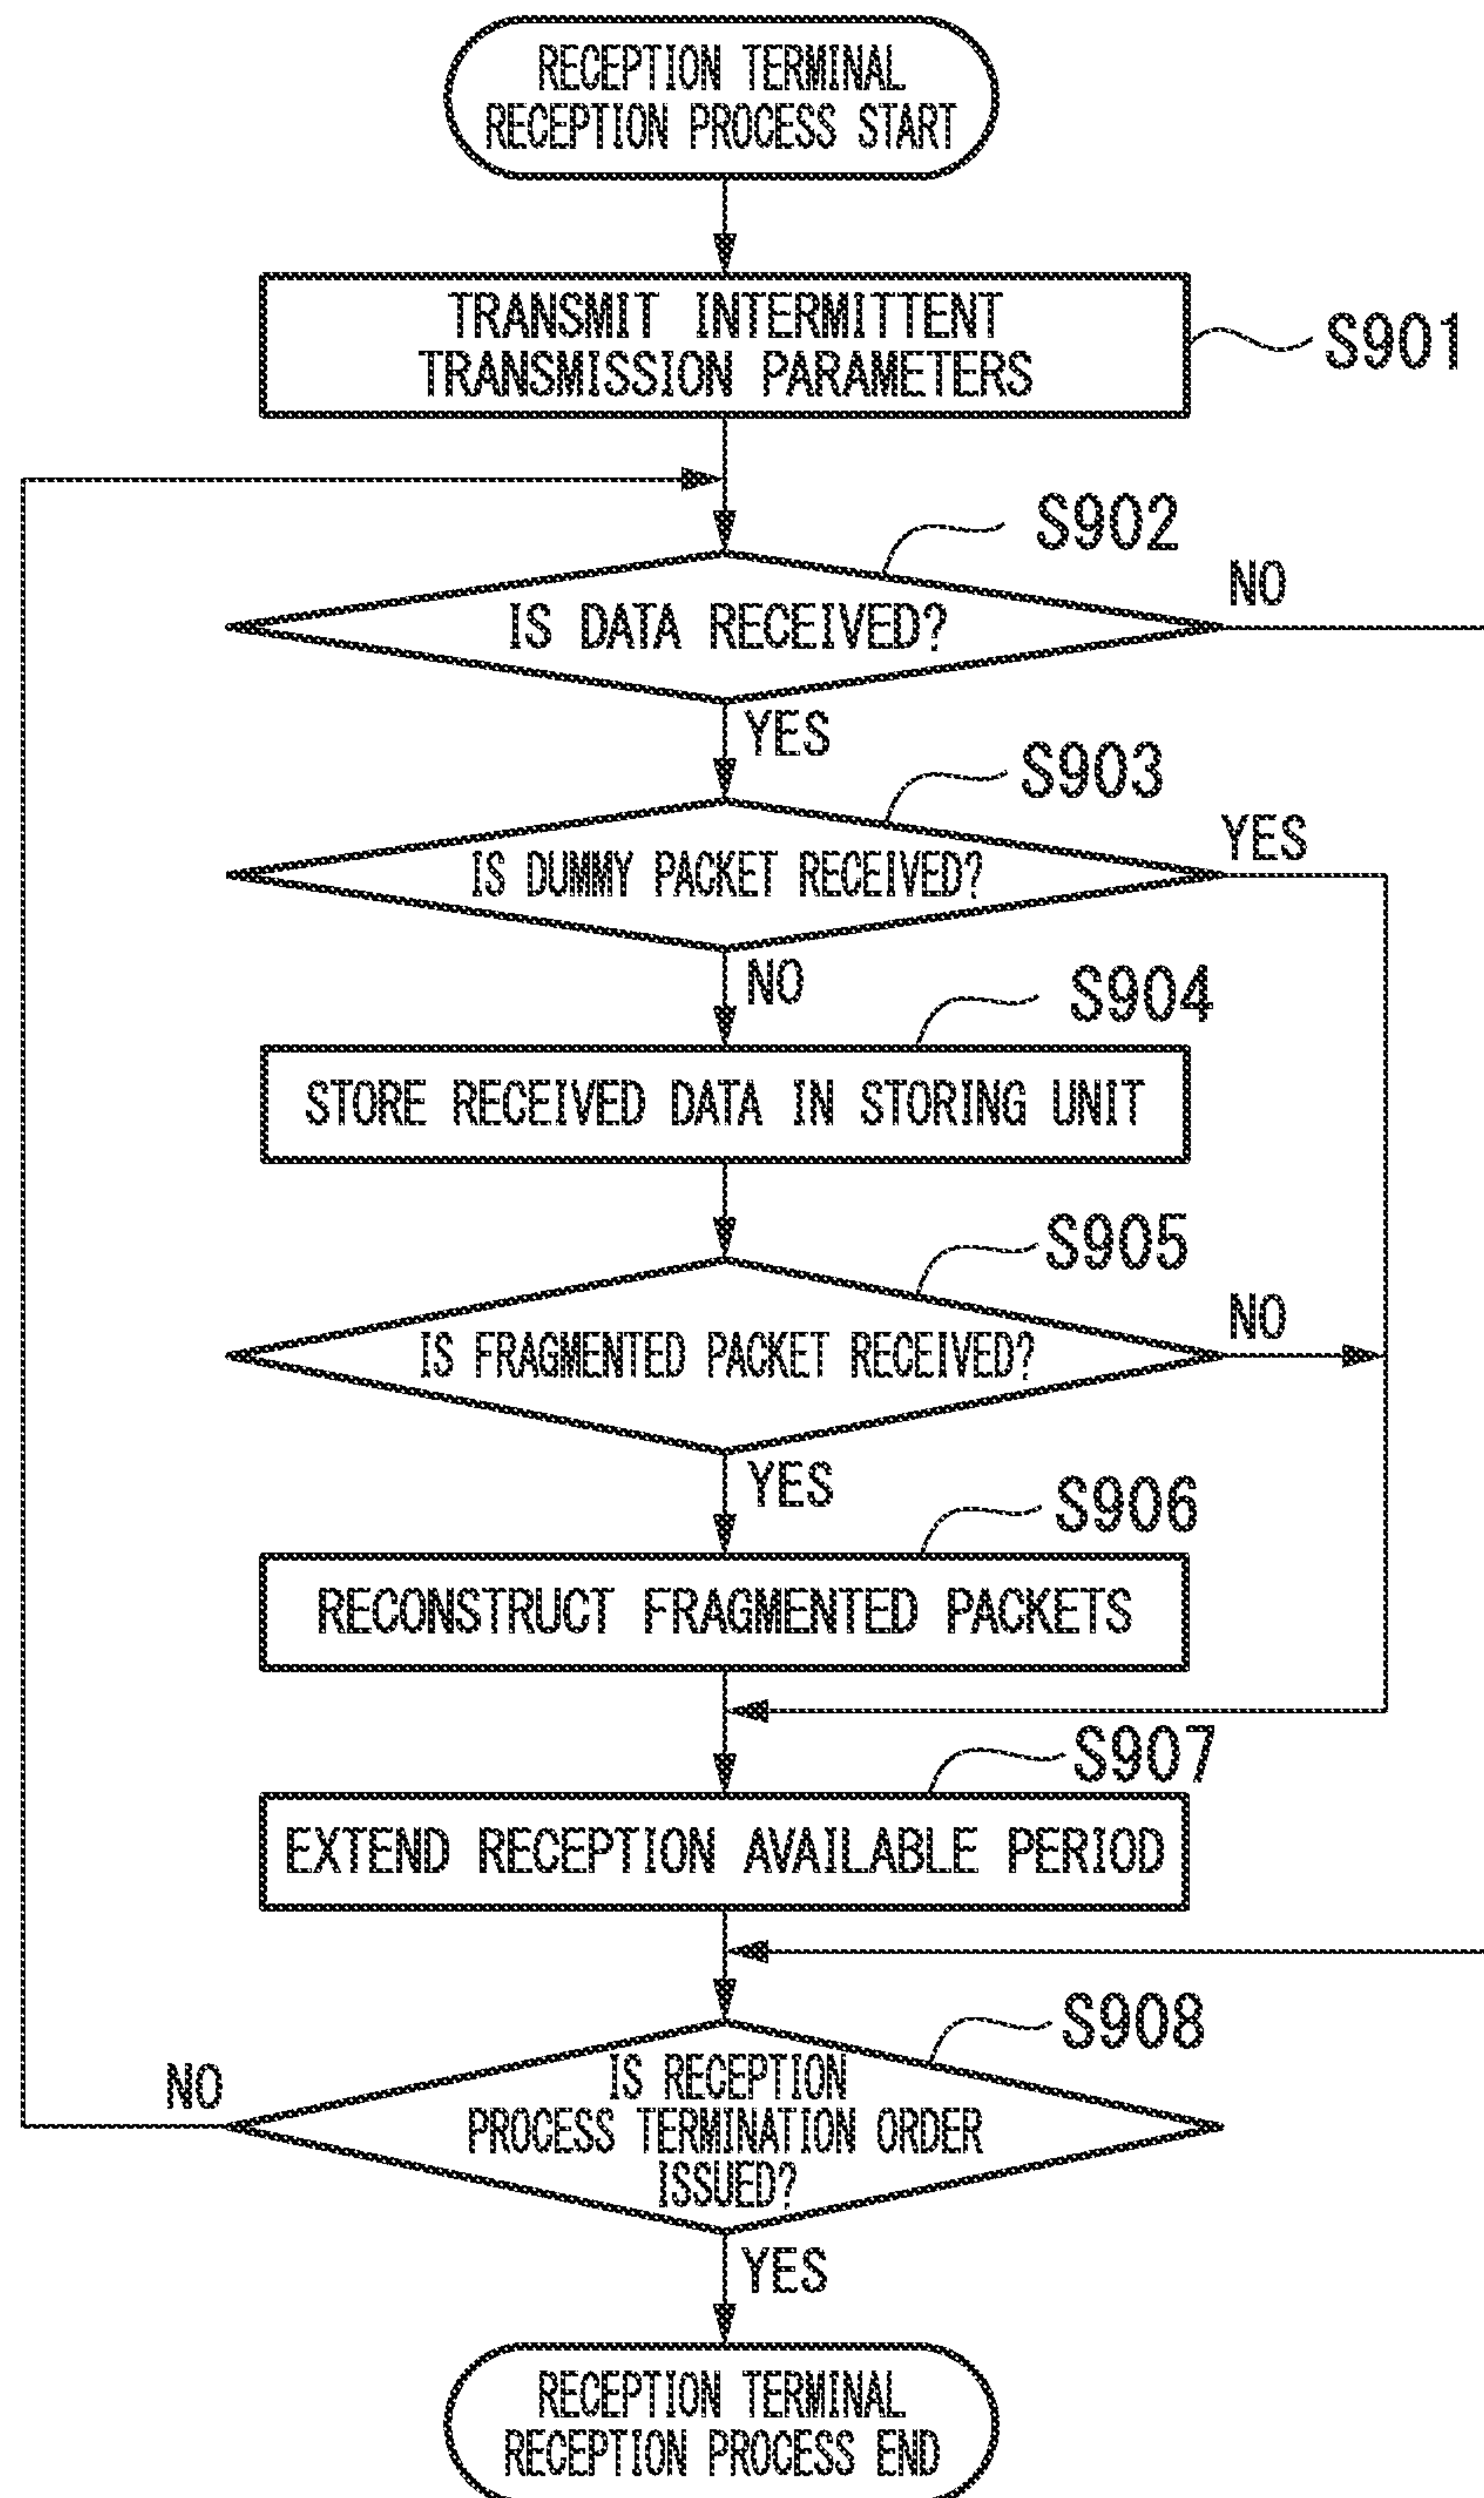 RECEPTION TERMINAL
RECEPTION PROCESS START
TRANSMIT INTERMITTENT
TRANSMISSION PARAMETERS
S901
S902
IS DATA RECEIVED?
NO
YES
S903
IS DUMMY PACKET RECEIVED?
YES
NO
S904
STORE RECEIVED DATA IN STORING UNIT
S905
IS FRAGMENTED PACKET RECEIVED?
NO
YES
S906
RECONSTRUCT FRAGMENTED PACKETS
S907
EXTEND RECEPTION AVAILABLE PERIOD
S908
NO
IS RECEPTION
PROCESS TERMINATION ORDER
ISSUED?
YES
RECEPTION TERMINAL
RECEPTION PROCESS END